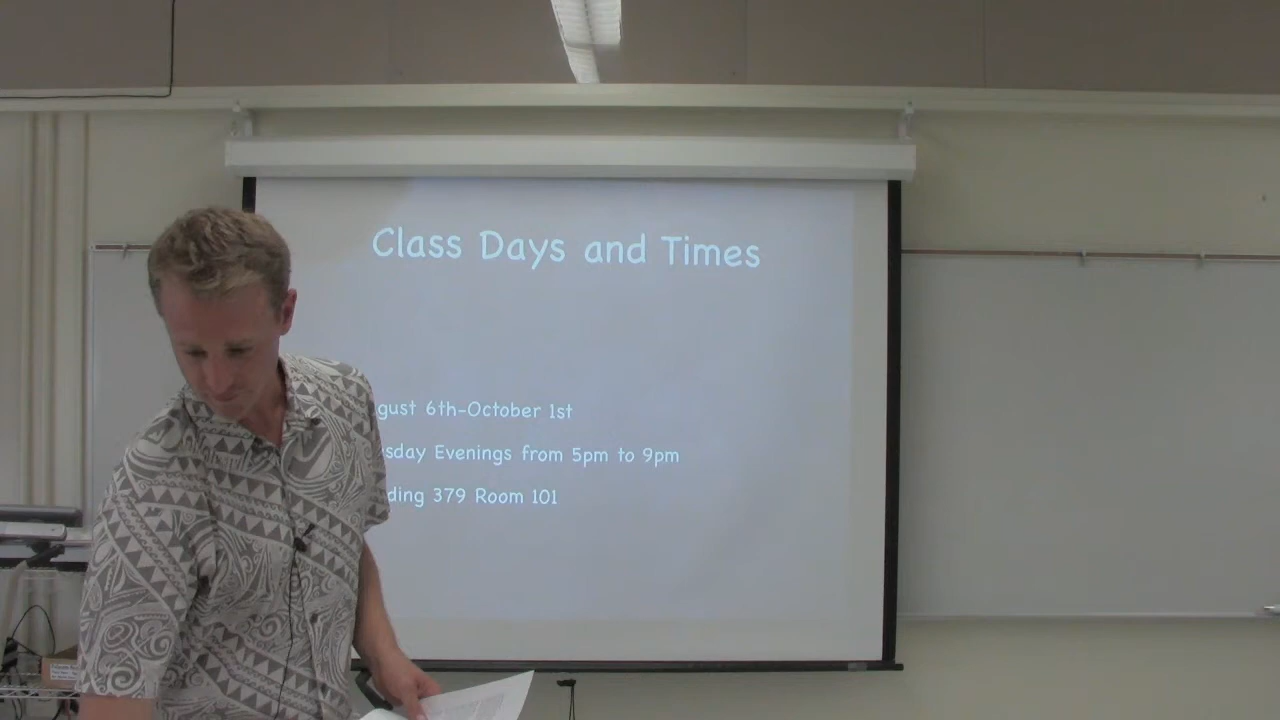 Class Days and Times
gust 6th-October 1st
sday Evenings from 5pm to 9pm
ding 379 Room 101